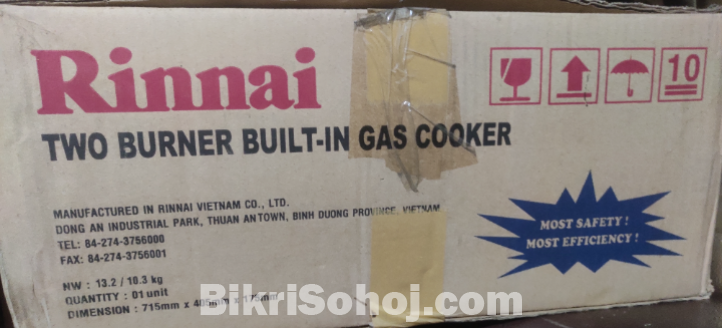 Rinnai
10
TWO BURNER BUILT-IN GAS COOKER
MANUFACTURED IN RINNAI VIETNAM CO., LTD.
DONG AN INDUSTRIAL PARK, THUAN AN TOWN, BINH DUONG PROVINCE, VIETNAM
TEL: 84-274-3756000
FAX: 84-274-3756001
MOST SAFETY !
MOST EFFICIENCY !
NW : 13.2 / 10.3 kg
QUANTITY : 01 unit
DIMENSION : 715mm x 405mm x 173mm
BikriSohoj.com